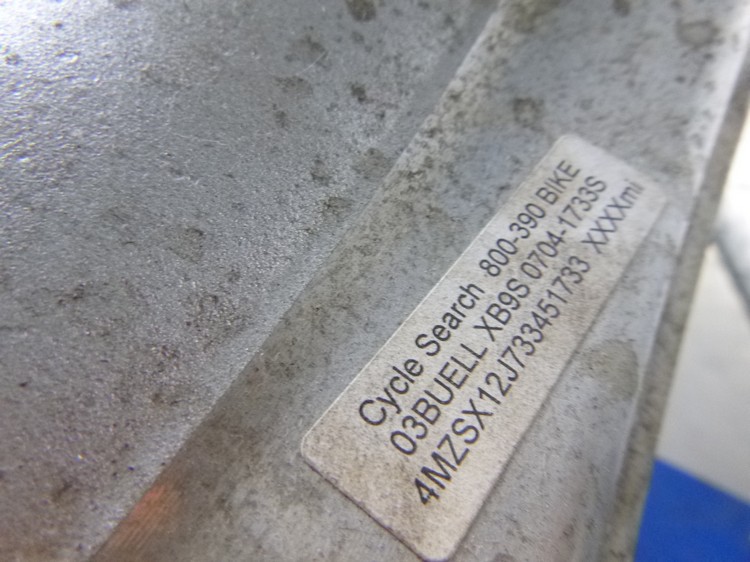 Cycle Search 800-390 BIKE
03BUELL XB9S 0704-1733S
4MZSX12J733451733 XXXXmi